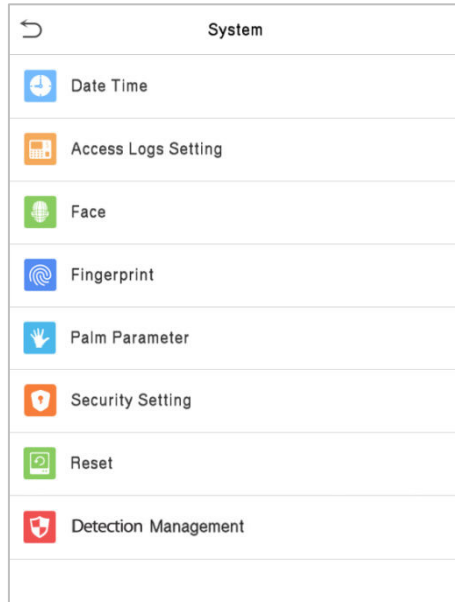 System
Date Time
Access Logs Setting
Face
Fingerprint
Palm Parameter
Security Setting
Reset
Detection Management